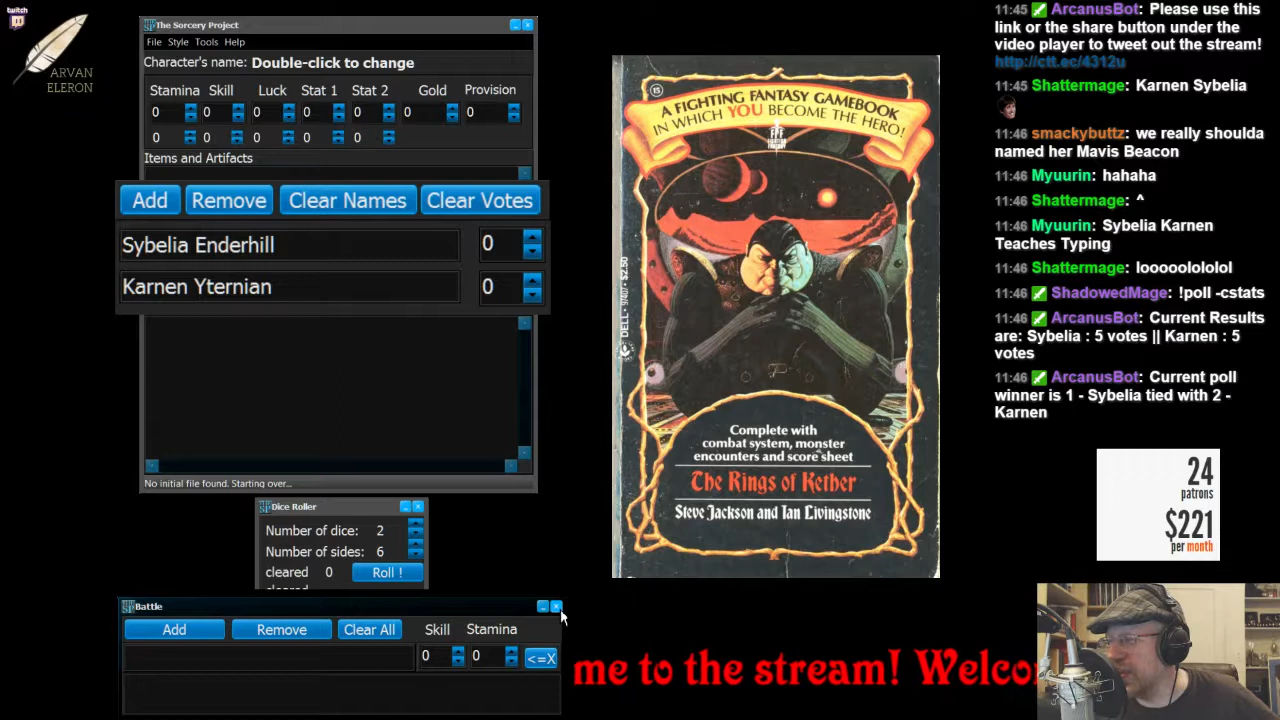 twitch
ARVAN
ELERON
The Sorcery Project
File Style Tools Help
Character's name: Double-click to change
Stamina Skill Luck Stat 1 Stat 2 Gold Provision
0 0 0 0 0 0 0
0 0 0 0 0
Items and Artifacts
Add Remove Clear Names Clear Votes
Sybelia Enderhill 0
Karnen Yternian 0
No initial file found. Starting over...
Dice Roller
Number of dice: 2
Number of sides: 6
cleared 0 Roll !
cleared
Battle
Add Remove Clear All Skill Stamina
0 0 <=X
15
A FIGHTING FANTASY GAMEBOOK
IN WHICH YOU BECOME THE HERO!
DELL • 97407 • $2.50
Complete with
combat system, monster
encounters and score sheet
The Rings of Kether
Steve Jackson and Ian Livingstone
me to the stream! Welcom
11:45 ArcanusBot: Please use this
link or the share button under the
video player to tweet out the stream!
http://ctt.ec/4312u
11:45 Shattermage: Karnen Sybelia
11:46 smackybuttz: we really shoulda
named her Mavis Beacon
11:46 Myuurin: hahaha
11:46 Shattermage: ^
11:46 Myuurin: Sybelia Karnen
Teaches Typing
11:46 Shattermage: looooolololol
11:46 ShadowedMage: !poll -cstats
11:46 ArcanusBot: Current Results
are: Sybelia : 5 votes || Karnen : 5
votes
11:46 ArcanusBot: Current poll
winner is 1 - Sybelia tied with 2 -
Karnen
24
patrons
$221
per month